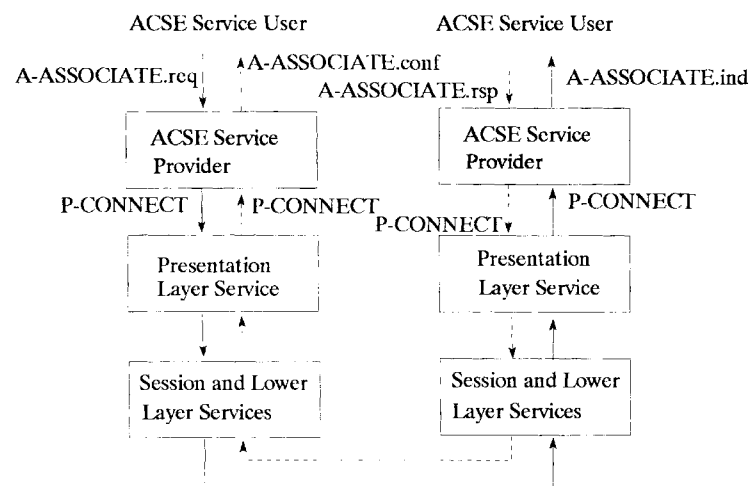 ACSE Service User
ACSE Service User
A-ASSOCIATE.req
A-ASSOCIATE.conf
A-ASSOCIATE.rsp
A-ASSOCIATE.ind
ACSE Service
Provider
ACSE Service
Provider
P-CONNECT
P-CONNECT
P-CONNECT
P-CONNECT
Presentation
Layer Service
Presentation
Layer Service
Session and Lower
Layer Services
Session and Lower
Layer Services